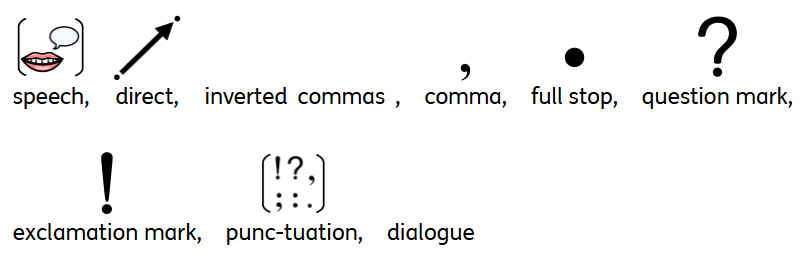 speech, direct, inverted commas , comma, full stop, question mark,
exclamation mark, punc-tuation, dialogue